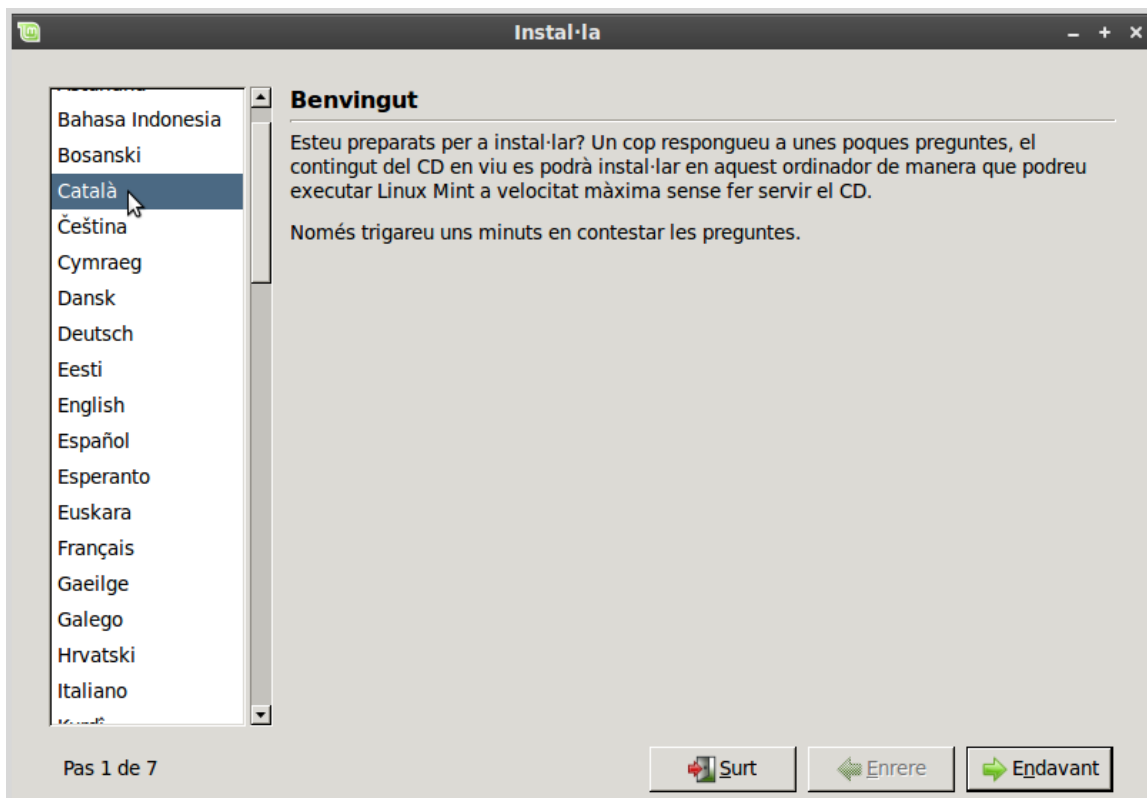 Instal·la
Bahasa Indonesia
Bosanski
Català
Čeština
Cymraeg
Dansk
Deutsch
Eesti
English
Español
Esperanto
Euskara
Français
Gaeilge
Galego
Hrvatski
Italiano
Benvingut
Esteu preparats per a instal·lar? Un cop respongueu a unes poques preguntes, el
contingut del CD en viu es podrà instal·lar en aquest ordinador de manera que podreu
executar Linux Mint a velocitat màxima sense fer servir el CD.
Només trigareu uns minuts en contestar les preguntes.
Pas 1 de 7
Surt
Enrere
Endavant